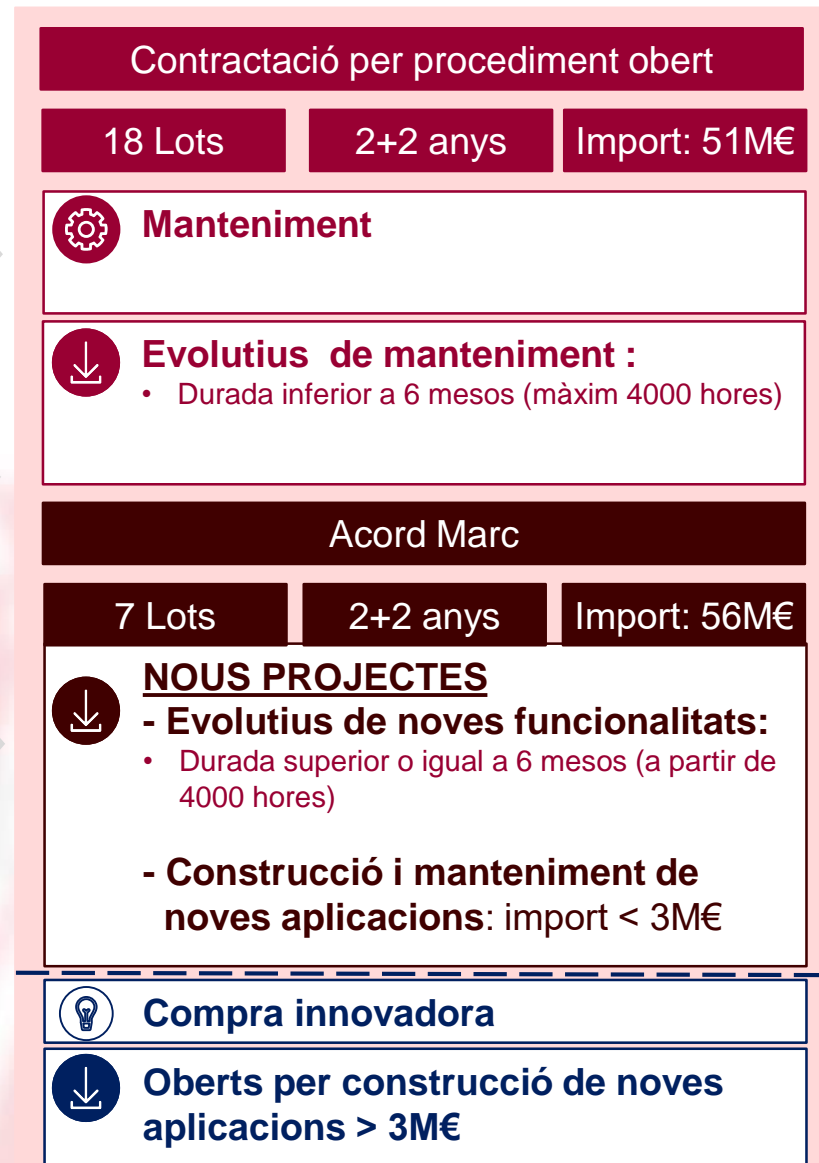 Contractació per procediment obert
18 Lots
2+2 anys
Import: 51M€
Manteniment
Evolutius de manteniment :
• Durada inferior a 6 mesos (màxim 4000 hores)
Acord Marc
7 Lots
2+2 anys
Import: 56M€
NOUS PROJECTES
- Evolutius de noves funcionalitats:
• Durada superior o igual a 6 mesos (a partir de
4000 hores)
- Construcció i manteniment de
noves aplicacions: import < 3M€
Compra innovadora
Oberts per construcció de noves
aplicacions > 3M€